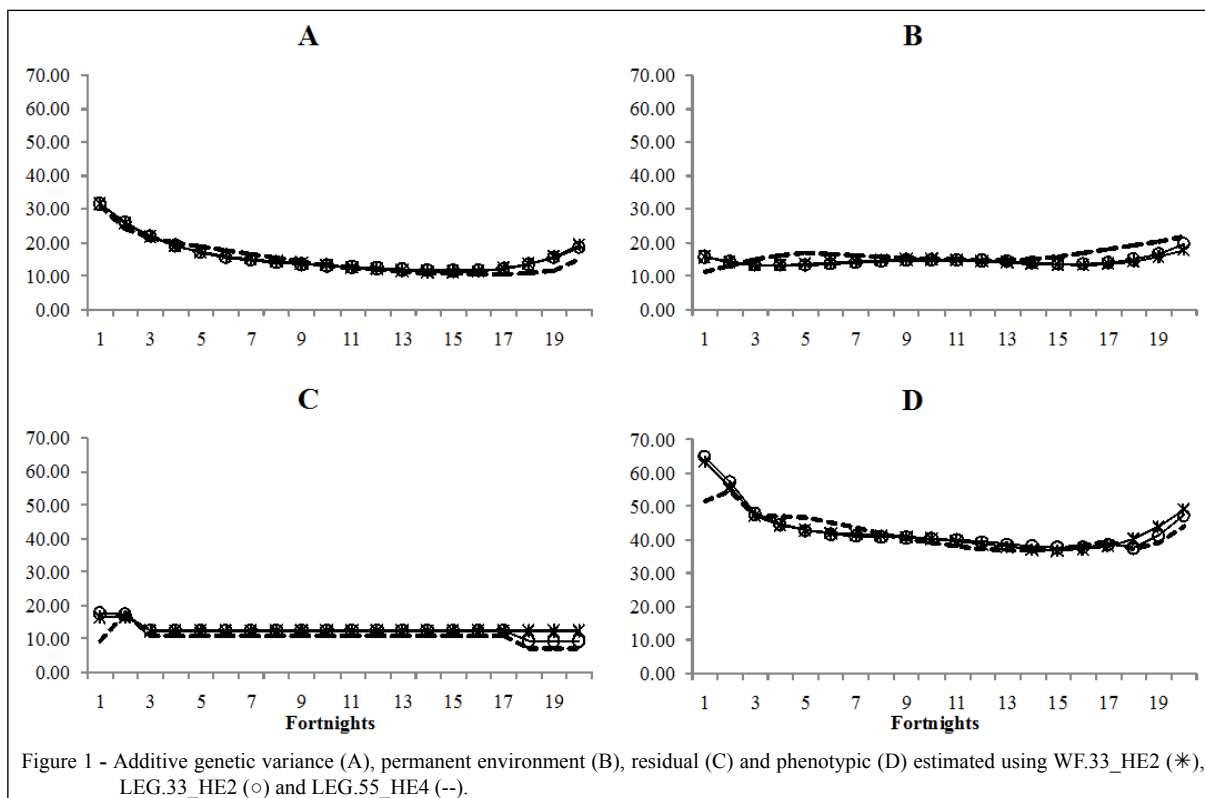 A
70.00
60.00
50.00
40.00
30.00
20.00
10.00
0.00
1 3 5 7 9 11 13 15 17 19
B
70.00
60.00
50.00
40.00
30.00
20.00
10.00
0.00
1 3 5 7 9 11 13 15 17 19
C
70.00
60.00
50.00
40.00
30.00
20.00
10.00
0.00
1 3 5 7 9 11 13 15 17 19
Fortnights
D
70.00
60.00
50.00
40.00
30.00
20.00
10.00
0.00
1 3 5 7 9 11 13 15 17 19
Fortnights
Figure 1 - Additive genetic variance (A), permanent environment (B), residual (C) and phenotypic (D) estimated using WF.33_HE2 (✳),
LEG.33_HE2 (○) and LEG.55_HE4 (--).